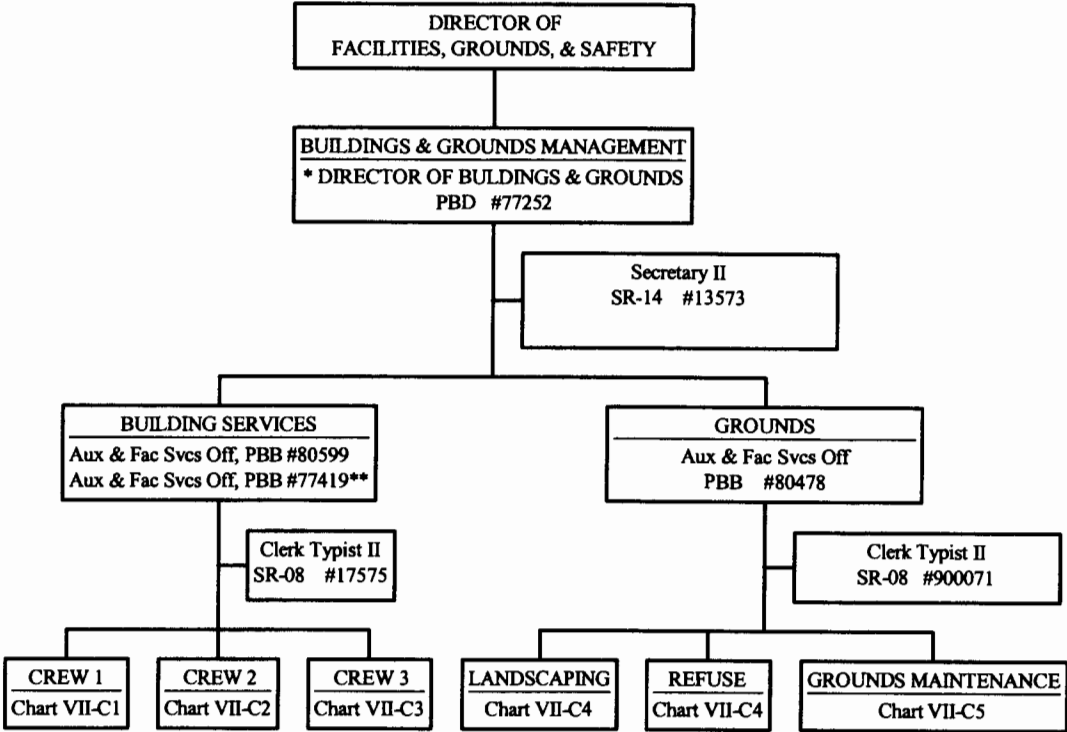 DIRECTOR OF
FACILITIES, GROUNDS, & SAFETY
BUILDINGS & GROUNDS MANAGEMENT
* DIRECTOR OF BULDINGS & GROUNDS
PBD #77252
Secretary II
SR-14 #13573
BUILDING SERVICES
Aux & Fac Svcs Off, PBB #80599
Aux & Fac Svcs Off, PBB #77419**
GROUNDS
Aux & Fac Svcs Off
PBB #80478
Clerk Typist II
SR-08 #17575
Clerk Typist II
SR-08 #900071
CREW 1
Chart VII-C1
CREW 2
Chart VII-C2
CREW 3
Chart VII-C3
LANDSCAPING
Chart VII-C4
REFUSE
Chart VII-C4
GROUNDS MAINTENANCE
Chart VII-C5